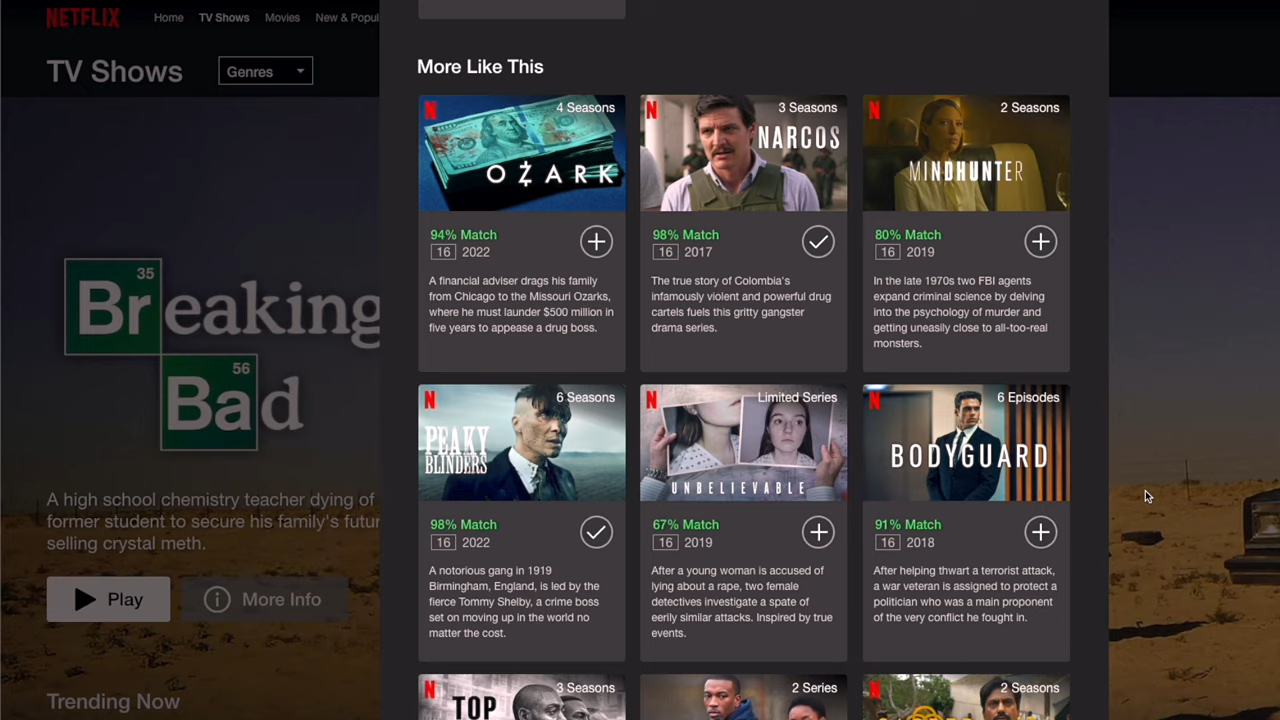 NETFLIX
Home TV Shows Movies New & Popul
TV Shows
Genres
35
Breaking
56
Bad
A high school chemistry teacher dying of
former student to secure his family's futur
selling crystal meth.
Play
More Info
Trending Now
More Like This
N
4 Seasons
OZARK
94% Match
16 2022
A financial adviser drags his family
from Chicago to the Missouri Ozarks,
where he must launder $500 million in
five years to appease a drug boss.
N
3 Seasons
NARCOS
98% Match
16 2017
The true story of Colombia's
infamously violent and powerful drug
cartels fuels this gritty gangster
drama series.
N
2 Seasons
MINDHUNTER
80% Match
16 2019
In the late 1970s two FBI agents
expand criminal science by delving
into the psychology of murder and
getting uneasily close to all-too-real
monsters.
N
6 Seasons
PEAKY
BLINDERS
98% Match
16 2022
A notorious gang in 1919
Birmingham, England, is led by the
fierce Tommy Shelby, a crime boss
set on moving up in the world no
matter the cost.
N
Limited Series
UNBELIEVABLE
67% Match
16 2019
After a young woman is accused of
lying about a rape, two female
detectives investigate a spate of
eerily similar attacks. Inspired by true
events.
N
6 Episodes
BODYGUARD
91% Match
16 2018
After helping thwart a terrorist attack,
a war veteran is assigned to protect a
politician who was a main proponent
of the very conflict he fought in.
N
3 Seasons
TOP
N
2 Series
N
2 Seasons